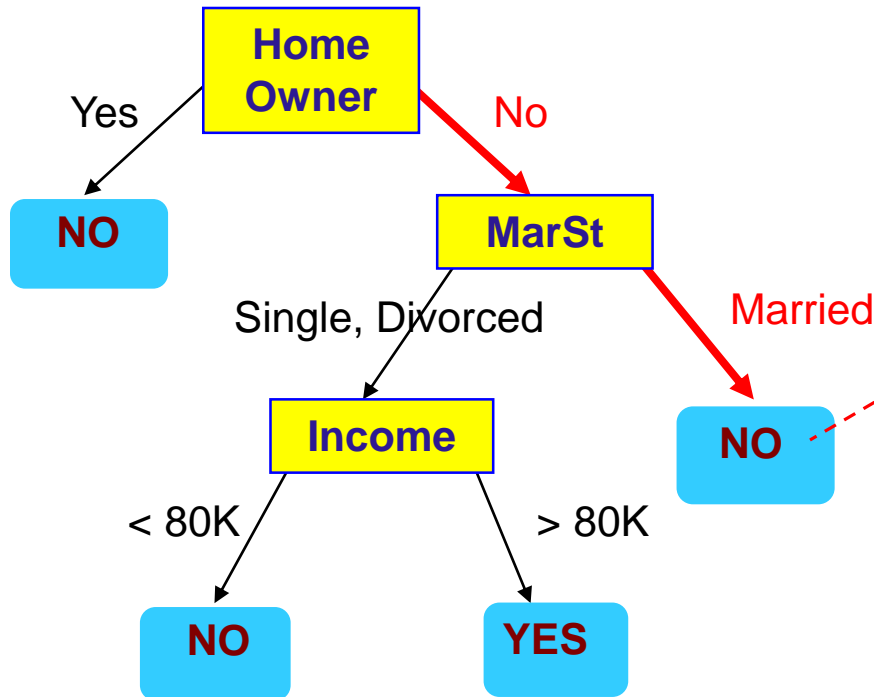 Home
Owner
Yes
No
NO
MarSt
Single, Divorced
Married
Income
NO
< 80K
> 80K
NO
YES